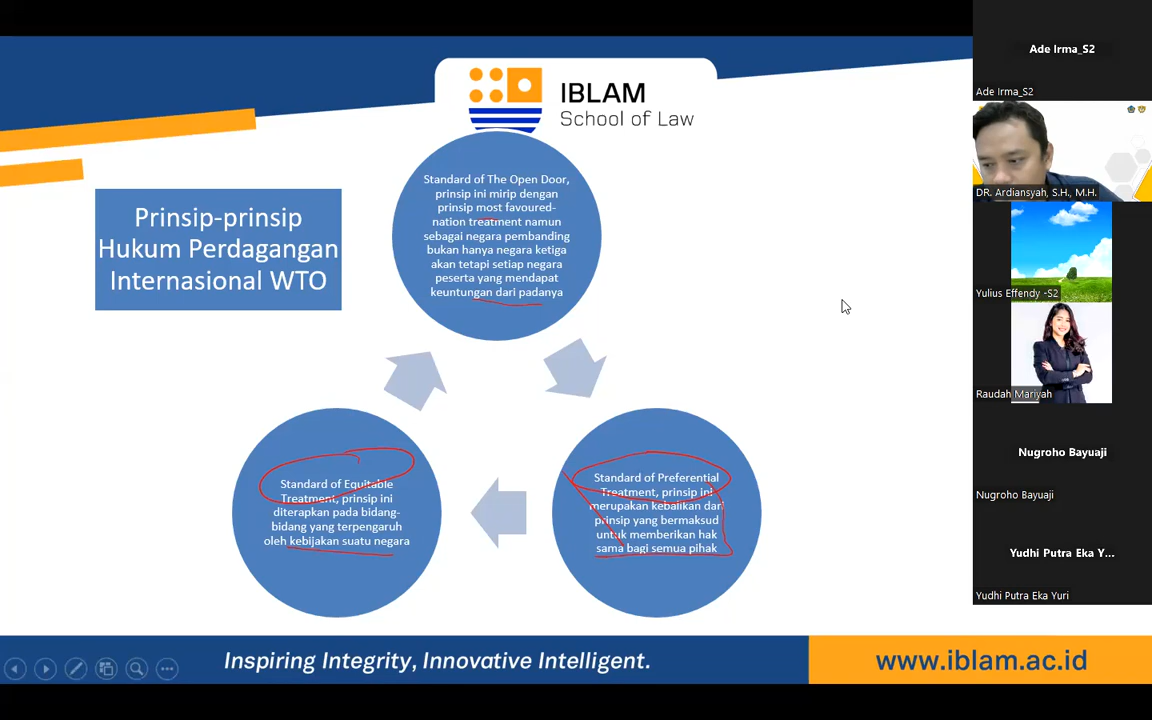 IBLAM
School of Law
Prinsip-prinsip
Hukum Perdagangan
Internasional WTO
Standard of The Open Door,
prinsip ini mirip dengan
prinsip most favoured-
nation treatment namun
sebagai negara pembanding
bukan hanya negara ketiga
akan tetapi setiap negara
peserta yang mendapat
keuntungan dari padanya
Standard of Equitable
Treatment, prinsip ini
diterapkan pada bidang-
bidang yang terpengaruh
oleh kebijakan suatu negara
Standard of Preferential
Treatment, prinsip ini
merupakan kebalikan dari
prinsip yang bermaksud
untuk memberikan hak
sama bagi semua pihak
Inspiring Integrity, Innovative Intelligent.
www.iblam.ac.id
Ade Irma_S2
Ade Irma_S2
DR. Ardiansyah, S.H., M.H.
Yulius Effendy -S2
Raudah Mariyah
Nugroho Bayuaji
Nugroho Bayuaji
Yudhi Putra Eka Y...
Yudhi Putra Eka Yuri